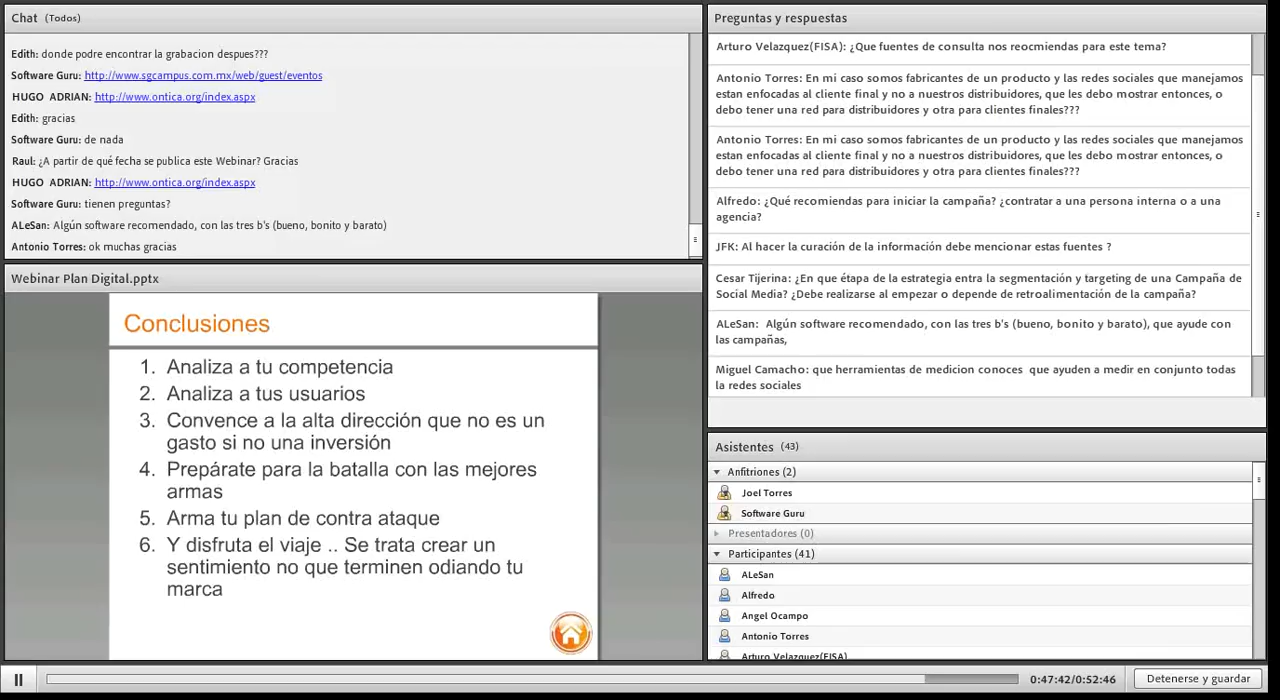 Chat (Todos)
Edith: donde podre encontrar la grabacion despues???
Software Guru: http://www.sgcampus.com.mx/web/guest/eventos
HUGO ADRIAN: http://www.ontica.org/index.aspx
Edith: gracias
Software Guru: de nada
Raul: ¿A partir de qué fecha se publica este Webinar? Gracias
HUGO ADRIAN: http://www.ontica.org/index.aspx
Software Guru: tienen preguntas?
ALeSan: Algún software recomendado, con las tres b's (bueno, bonito y barato)
Antonio Torres: ok muchas gracias
Webinar Plan Digital.pptx
Conclusiones
1. Analiza a tu competencia
2. Analiza a tus usuarios
3. Convence a la alta dirección que no es un
gasto si no una inversión
4. Prepárate para la batalla con las mejores
armas
5. Arma tu plan de contra ataque
6. Y disfruta el viaje .. Se trata crear un
sentimiento no que terminen odiando tu
marca
Preguntas y respuestas
Arturo Velazquez(FISA): ¿Que fuentes de consulta nos reocmiendas para este tema?
Antonio Torres: En mi caso somos fabricantes de un producto y las redes sociales que manejamos
estan enfocadas al cliente final y no a nuestros distribuidores, que les debo mostrar entonces, o
debo tener una red para distribuidores y otra para clientes finales???
Antonio Torres: En mi caso somos fabricantes de un producto y las redes sociales que manejamos
estan enfocadas al cliente final y no a nuestros distribuidores, que les debo mostrar entonces, o
debo tener una red para distribuidores y otra para clientes finales???
Alfredo: ¿Qué recomiendas para iniciar la campaña? ¿contratar a una persona interna o a una
agencia?
JFK: Al hacer la curación de la información debe mencionar estas fuentes ?
Cesar Tijerina: ¿En que étapa de la estrategia entra la segmentación y targeting de una Campaña de
Social Media? ¿Debe realizarse al empezar o depende de retroalimentación de la campaña?
ALeSan: Algún software recomendado, con las tres b's (bueno, bonito y barato), que ayude con
las campañas,
Miguel Camacho: que herramientas de medicion conoces que ayuden a medir en conjunto todas
la redes sociales
Asistentes (43)
Anfitriones (2)
Joel Torres
Software Guru
Presentadores (0)
Participantes (41)
ALeSan
Alfredo
Angel Ocampo
Antonio Torres
Arturo Velazquez(FISA)
0:47:42/0:52:46
Detenerse y guardar